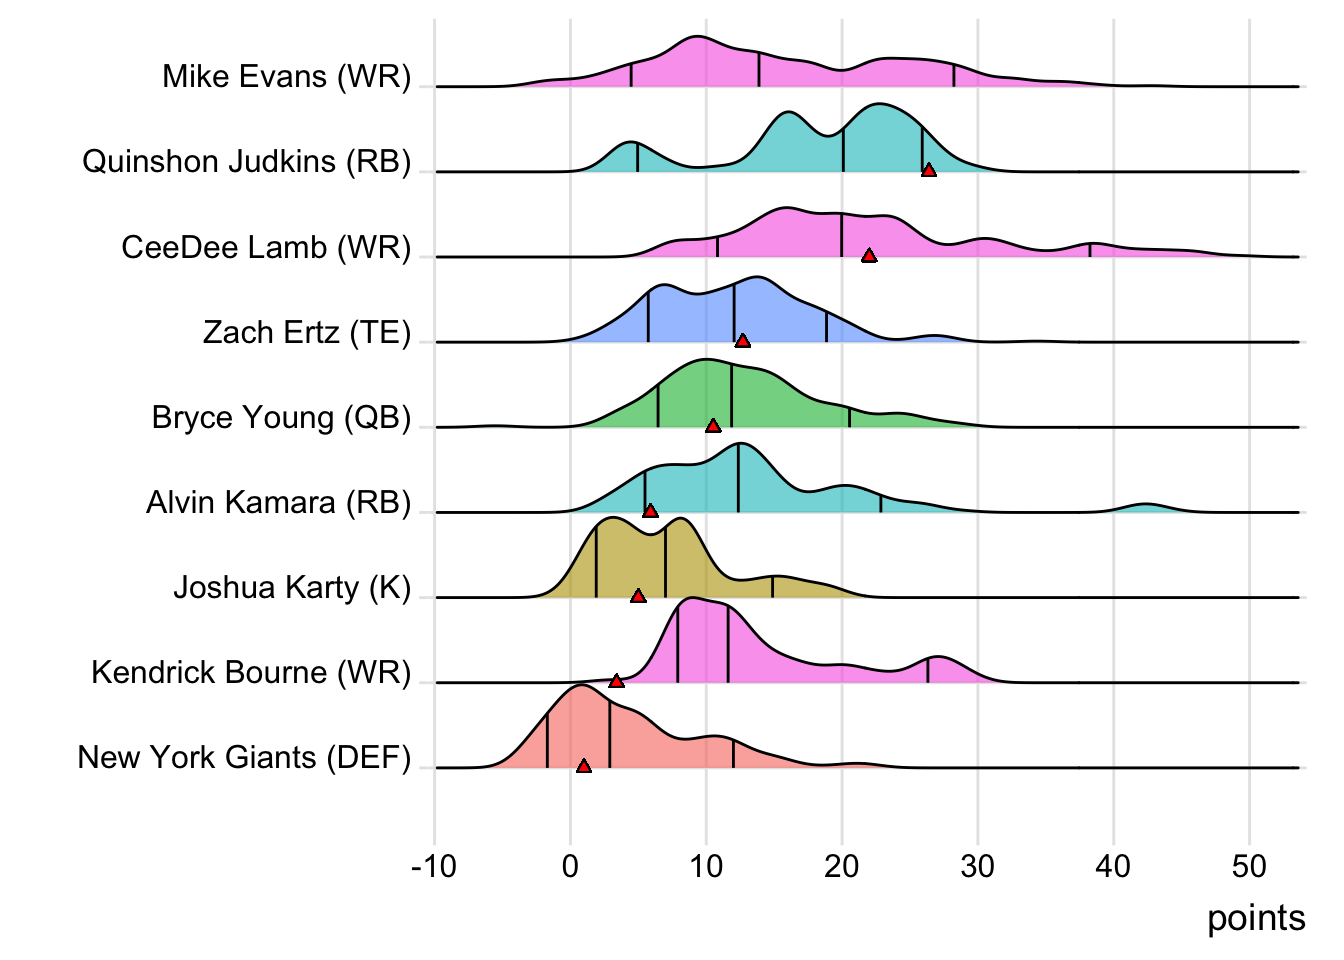 Mike Evans (WR)
Quinshon Judkins (RB)
CeeDee Lamb (WR)
Zach Ertz (TE)
Bryce Young (QB)
Alvin Kamara (RB)
Joshua Karty (K)
Kendrick Bourne (WR)
New York Giants (DEF)
-10 0 10 20 30 40 50
points